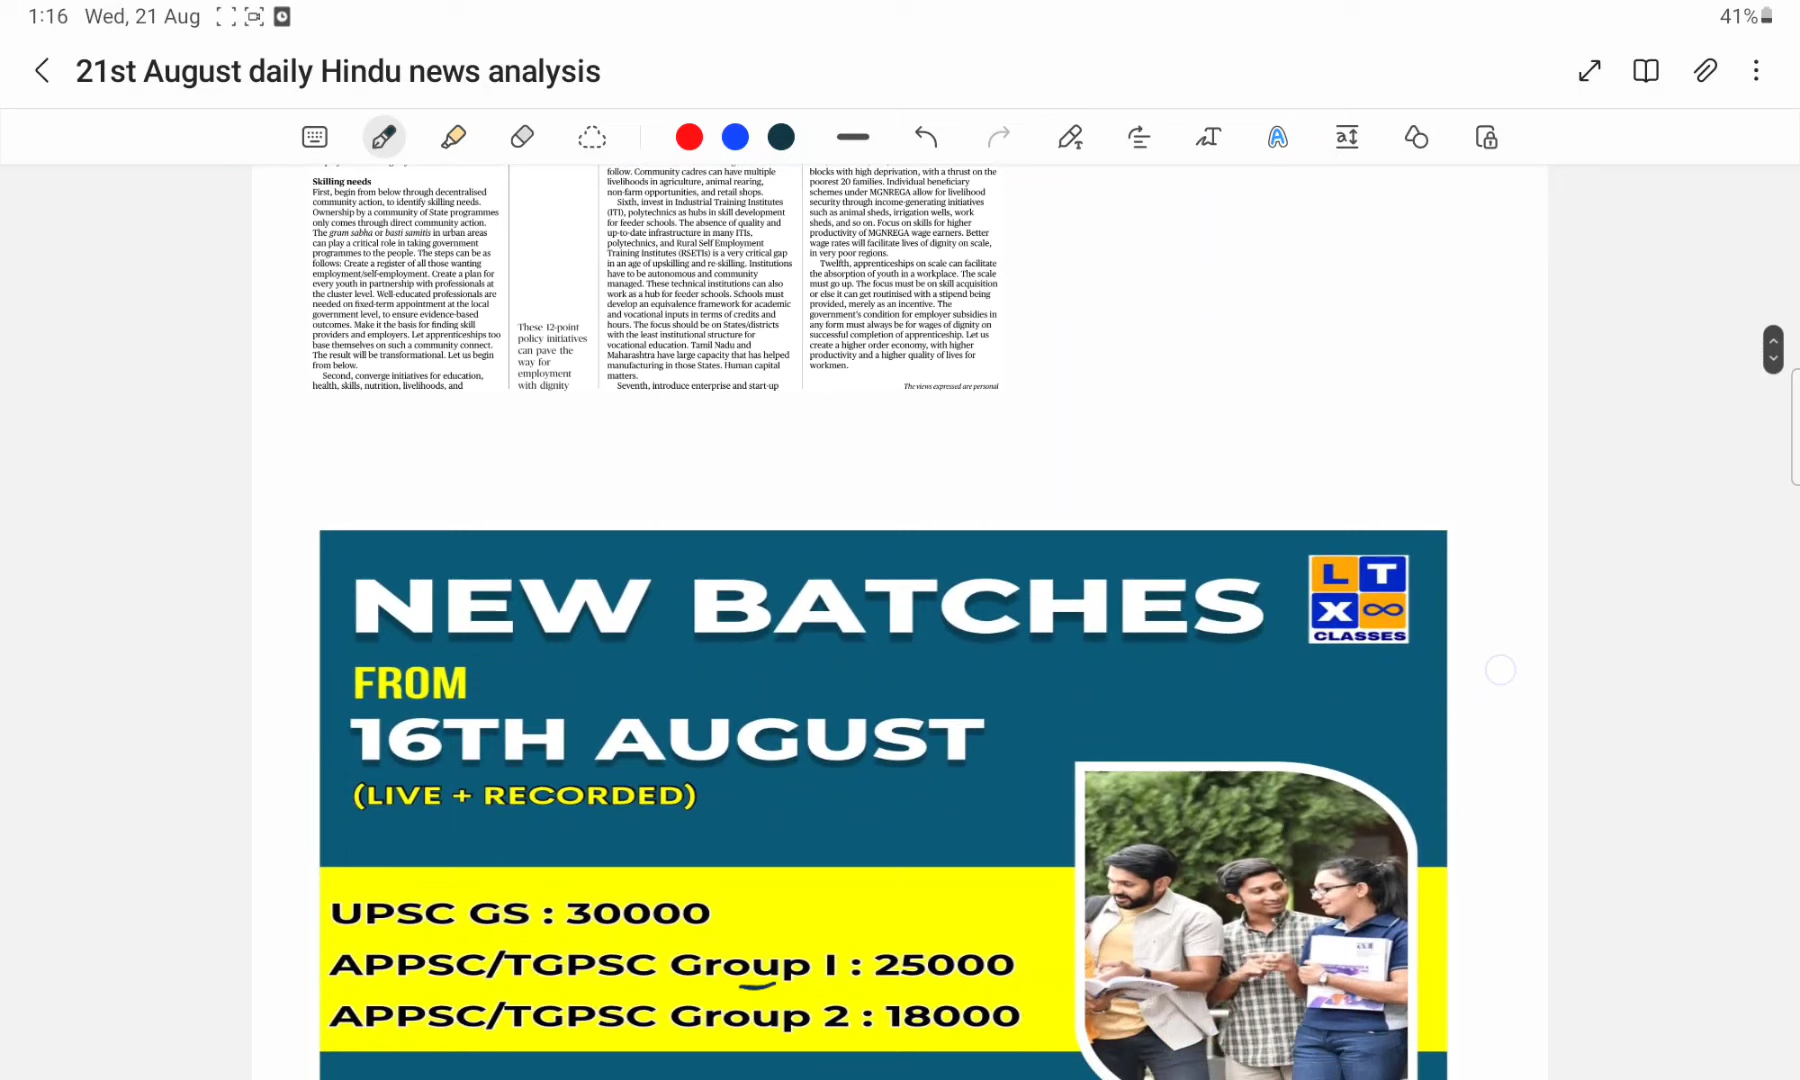 1:16 Wed, 21 Aug
41%
21st August daily Hindu news analysis
Skilling needs
First, begin from below through decentralised
community action, to identify skilling needs.
Ownership by a community of State programmes
only comes through direct community action.
The gram sabha or basti samitis in urban areas
can play a critical role in taking government
programmes to the people. The steps can be as
follows: Create a register of all those wanting
employment/self-employment. Create a plan for
every youth in partnership with professionals at
the cluster level. Well-educated professionals are
needed on fixed-term appointment at the local
government level, to ensure evidence-based
outcomes. Make it the basis for finding skill
providers and employers. Let apprenticeships too
base themselves on such a community connect.
The result will be transformational. Let us begin
from below.
Second, converge initiatives for education,
health, skills, nutrition, livelihoods, and
These 12-point
policy initiatives
can pave the
way for
employment
with dignity
follow. Community cadres can have multiple
livelihoods in agriculture, animal rearing,
non-farm opportunities, and retail shops.
Sixth, invest in Industrial Training Institutes
(ITI), polytechnics as hubs in skill development
for feeder schools. The absence of quality and
up-to-date infrastructure in many ITIs,
polytechnics, and Rural Self Employment
Training Institutes (RSETIs) is a very critical gap
in an age of upskilling and re-skilling. Institutions
have to be autonomous and community
managed. These technical institutions can also
work as a hub for feeder schools. Schools must
develop an equivalence framework for academic
and vocational inputs in terms of credits and
hours. The focus should be on States/districts
with the least institutional structure for
vocational education. Tamil Nadu and
Maharashtra have large capacity that has helped
manufacturing in those States. Human capital
matters.
Seventh, introduce enterprise and start-up
blocks with high deprivation, with a thrust on the
poorest 20 families. Individual beneficiary
schemes under MGNREGA allow for livelihood
security through income-generating initiatives
such as animal sheds, irrigation wells, work
sheds, and so on. Focus on skills for higher
productivity of MGNREGA wage earners. Better
wage rates will facilitate lives of dignity on scale,
in very poor regions.
Twelfth, apprenticeships on scale can facilitate
the absorption of youth in a workplace. The scale
must go up. The focus must be on skill acquisition
or else it can get routinised with a stipend being
provided, merely as an incentive. The
government's condition for employer subsidies in
any form must always be for wages of dignity on
successful completion of apprenticeship. Let us
create a higher order economy, with higher
productivity and a higher quality of lives for
workmen.
The views expressed are personal
NEW BATCHES
L T
X ∞
CLASSES
FROM
16TH AUGUST
(LIVE + RECORDED)
UPSC GS : 30000
APPSC/TGPSC Group I : 25000
APPSC/TGPSC Group 2 : 18000